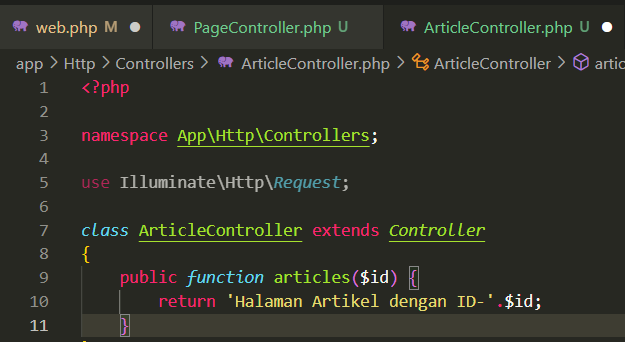 web.php M PageController.php U ArticleController.php U
app > Http > Controllers > ArticleController.php > ArticleController >
1 <?php
2
3 namespace App\Http\Controllers;
4
5 use Illuminate\Http\Request;
6
7 class ArticleController extends Controller
8 {
9 public function articles($id) {
10 return 'Halaman Artikel dengan ID-'.$id;
11 }